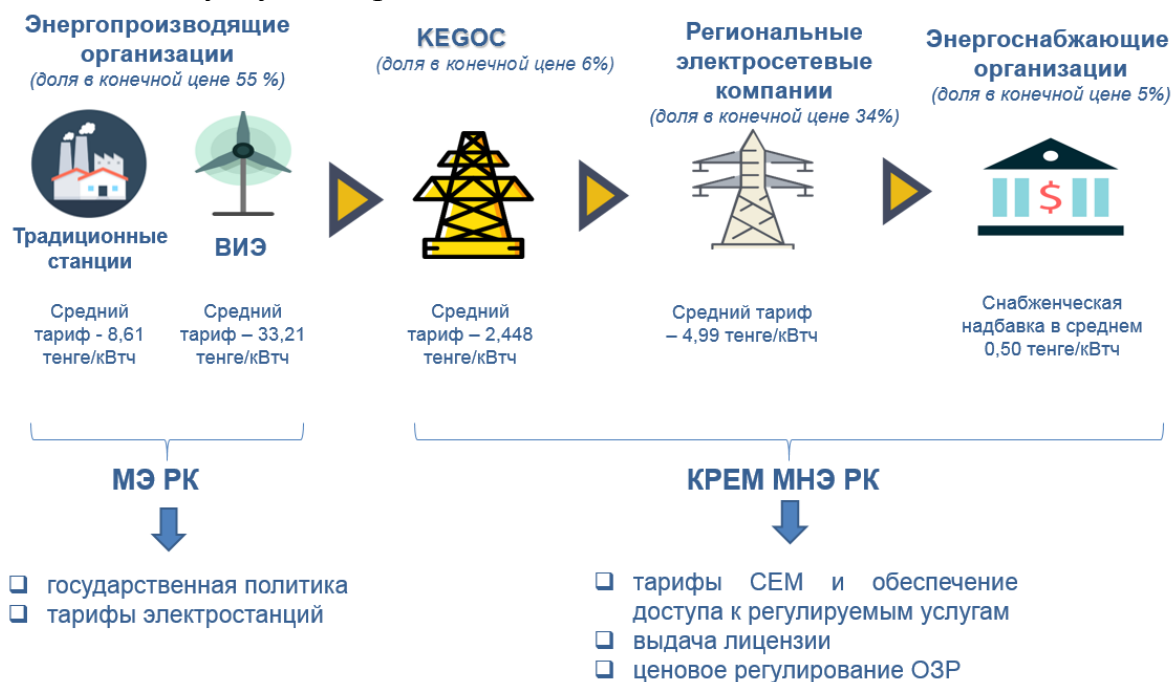 Энергопроизводящие
организации
(доля в конечной цене 55 %)
Традиционные
станции
ВИЭ
Средний
тариф - 8,61
тенге/кВтч
Средний
тариф – 33,21
тенге/кВтч
KEGOC
(доля в конечной цене 6%)
Средний
тариф – 2,448
тенге/кВтч
Региональные
электросетевые
компании
(доля в конечной цене 34%)
Средний тариф
– 4,99 тенге/кВтч
Энергоснабжающие
организации
(доля в конечной цене 5%)
$
Снабженческая
надбавка в среднем
0,50 тенге/кВтч
МЭ РК
государственная политика
тарифы электростанций
КРЕМ МНЭ РК
тарифы СЕМ и обеспечение
доступа к регулируемым услугам
выдача лицензии
ценовое регулирование ОЗР